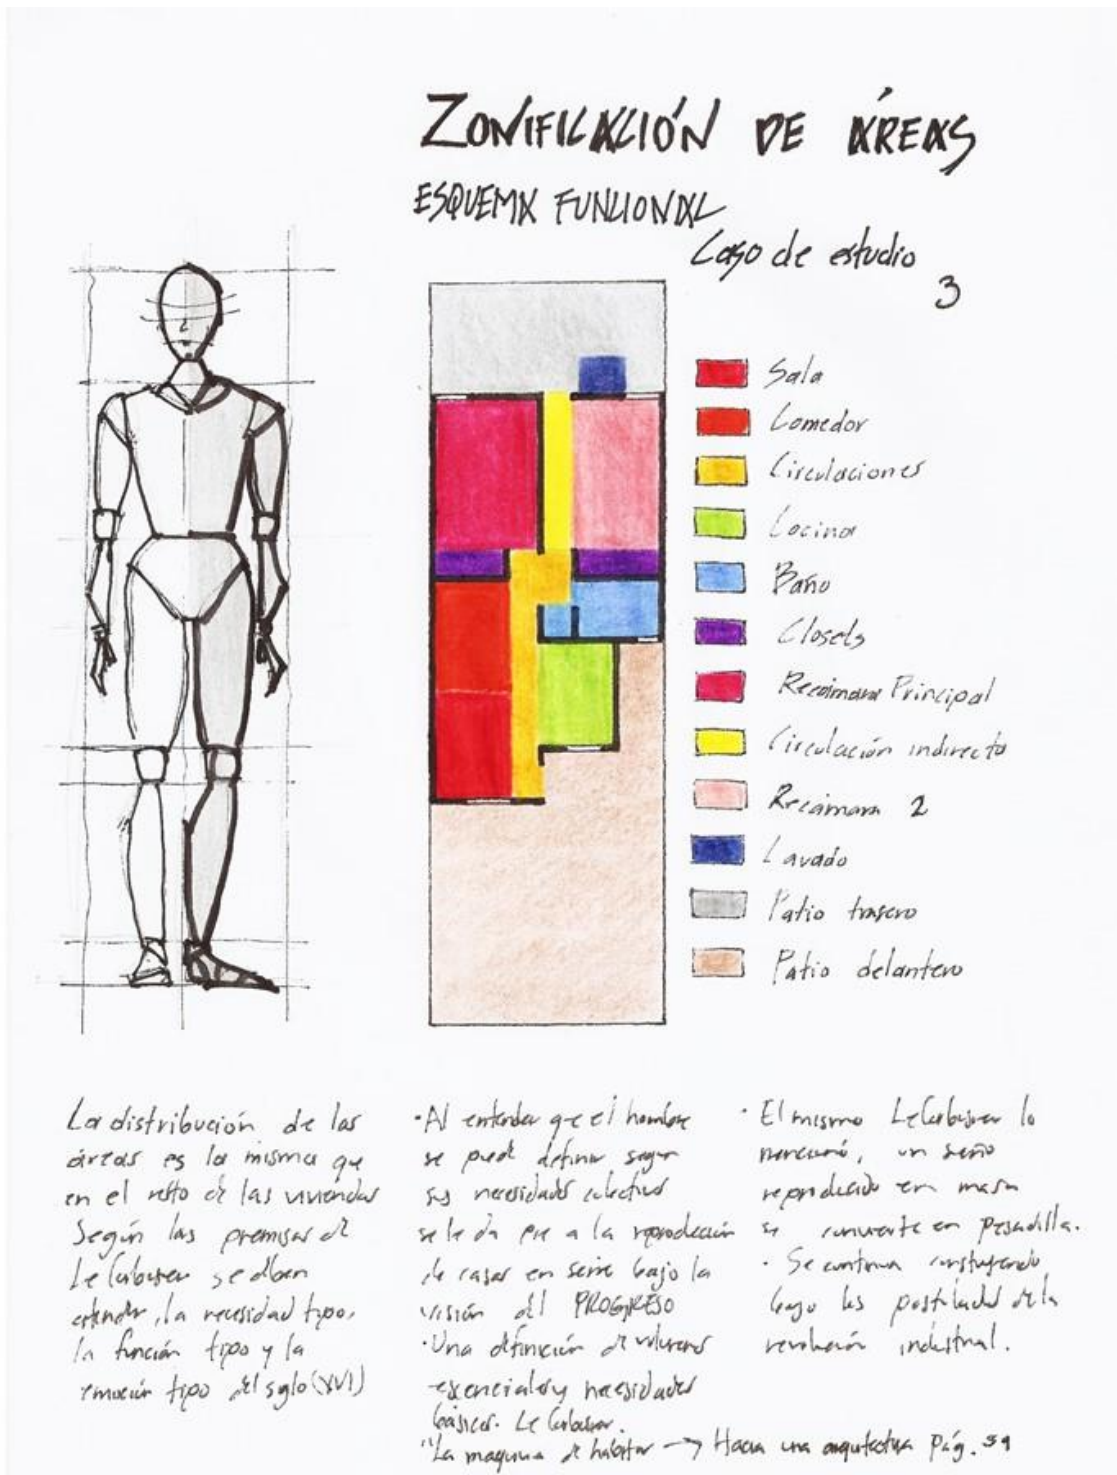 ZONIFICACIÓN DE ÁREAS
ESQUEMA FUNCIONAL
Caso de estudio
3
Sala
Comedor
Circulaciones
Cocina
Baño
Closets
Recámara Principal
Circulación indirecta
Recámara 2
Lavado
Patio trasero
Patio delantero
La distribución de las
áreas es la misma que
en el resto de las viviendas
Según las premisas de
Le Corbusier se deben
atender, la necesidad tipo,
la función tipo y la
emoción tipo del siglo (XVI)
·Al entender que el hombre
se puede definir segun
sus necesidades colectivas
se le da pie a la reproducción
de casas en serie bajo la
visión del PROGRESO
·Una definición de volumenes
esenciales y necesidades
básicas. Le Corbusier.
"La maquina de habitar → Hacia una arquitectura Pág. 59
· El mismo Le Corbusier lo
mencionó, un sueño
reproducido en masa
se convierte en pesadilla.
· Se continua construyendo
bajo los postulados de la
revolución industrial.